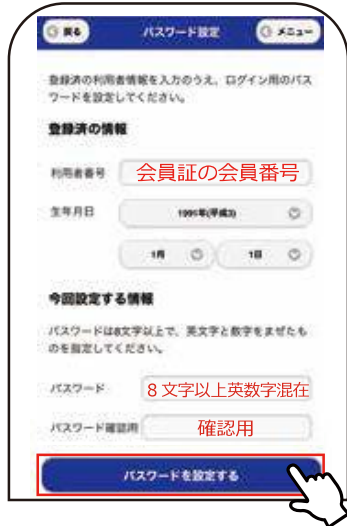 戻る パスワード設定 メニュー
登録済の利用者情報を入力のうえ、ログイン用のパス
ワードを設定してください。
登録済の情報
利用者番号 会員証の会員番号
生年月日 1991年(平成3)
1月 1日
今回設定する情報
パスワードは8文字以上で、英文字と数字をまぜたも
のを指定してください。
パスワード 8文字以上英数字混在
パスワード確認用 確認用
パスワードを設定する